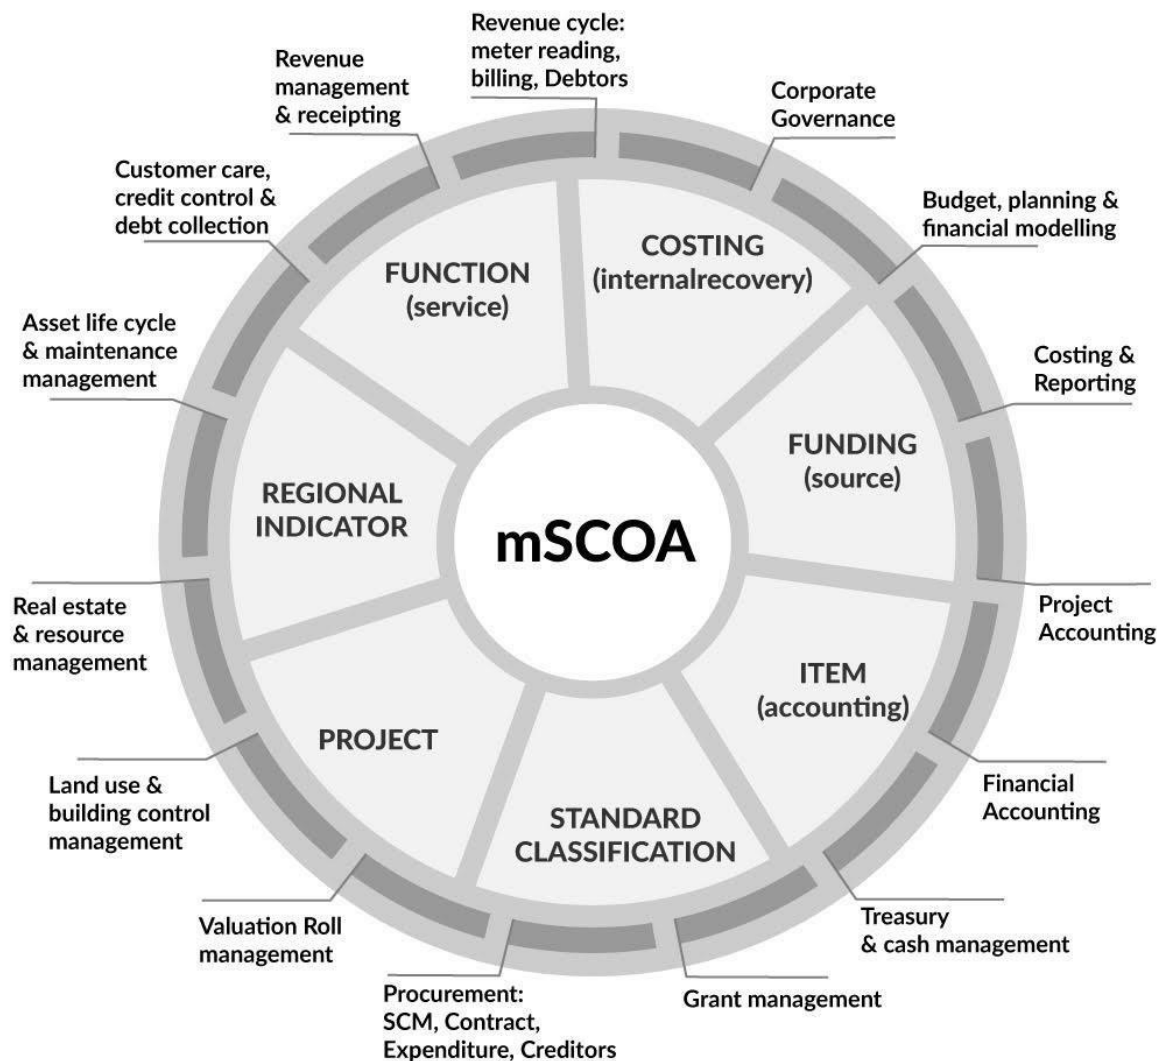 Revenue cycle:
meter reading,
billing, Debtors
Corporate
Governance
Budget, planning &
financial modelling
Costing &
Reporting
Project
Accounting
Financial
Accounting
Treasury
& cash management
Grant management
Procurement:
SCM, Contract,
Expenditure, Creditors
Valuation Roll
management
Land use &
building control
management
Real estate
& resource
management
Asset life cycle
& maintenance
management
Customer care,
credit control &
debt collection
Revenue
management
& receipting
COSTING
(internalrecovery)
FUNDING
(source)
ITEM
(accounting)
STANDARD
CLASSIFICATION
PROJECT
REGIONAL
INDICATOR
FUNCTION
(service)
mSCOA